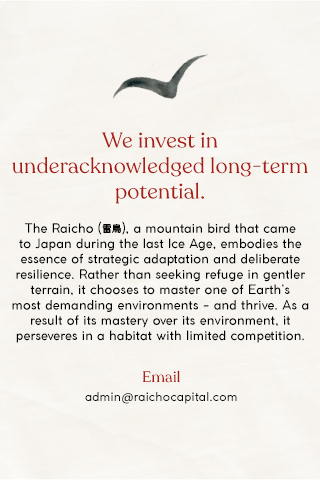 We invest in
underacknowledged long-term
potential.
The Raicho (雷鳥), a mountain bird that came
to Japan during the last Ice Age, embodies the
essence of strategic adaptation and deliberate
resilience. Rather than seeking refuge in gentler
terrain, it chooses to master one of Earth's
most demanding environments – and thrive. As a
result of its mastery over its environment, it
perseveres in a habitat with limited competition.
Email
admin@raichocapital.com